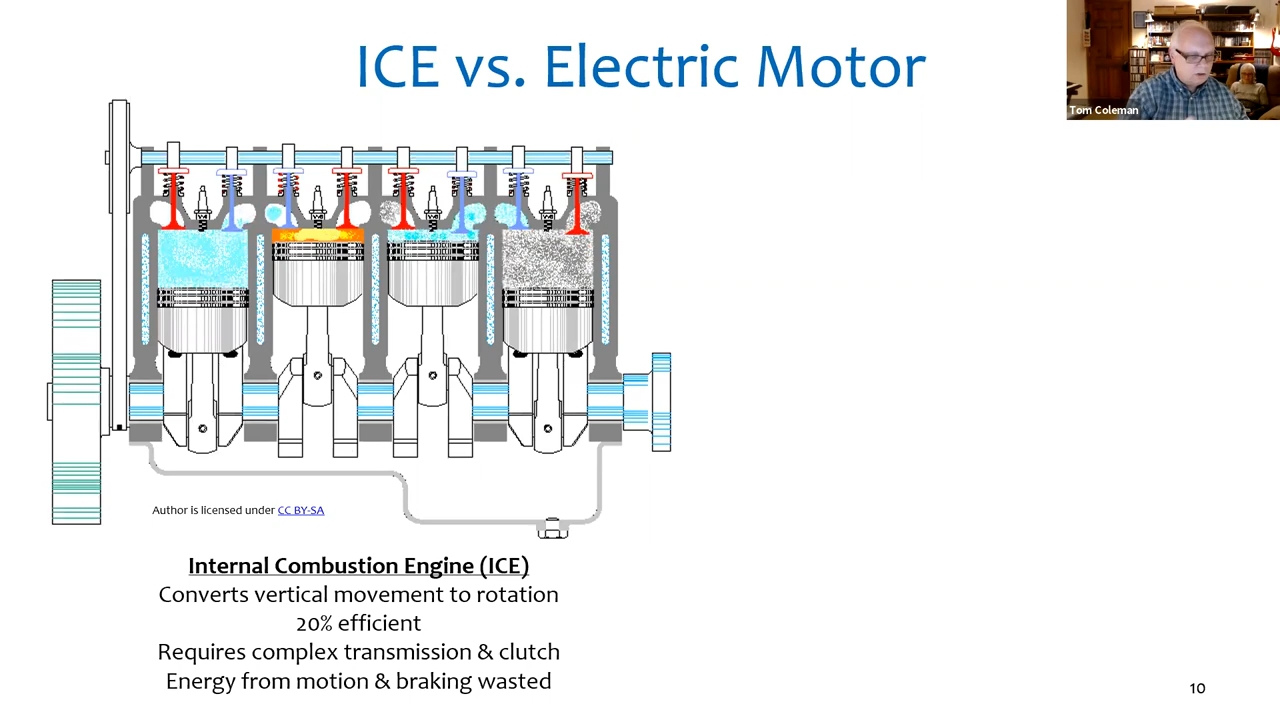 ICE vs. Electric Motor
Tom Coleman
Author is licensed under CC BY-SA
Internal Combustion Engine (ICE)
Converts vertical movement to rotation
20% efficient
Requires complex transmission & clutch
Energy from motion & braking wasted
10